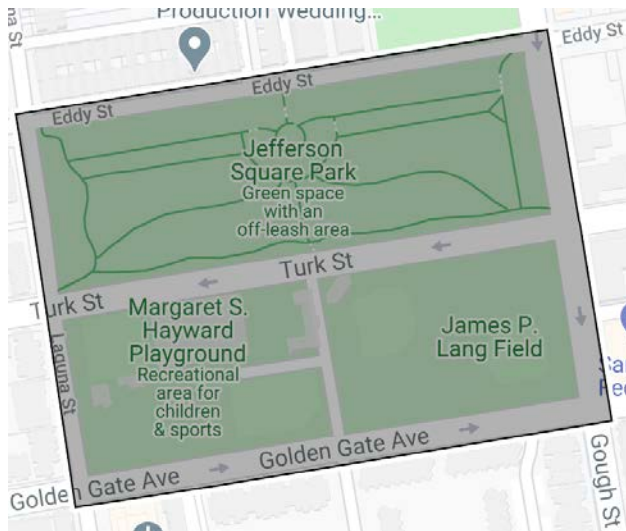 Production Wedding...
Eddy St
Eddy St
Eddy St
Jefferson
Square Park
Green space
with an
off-leash area
Turk St
Turk St
Margaret S.
Hayward
Playground
Recreational
area for
children
& sports
James P.
Lang Field
Laguna St
Golden Gate Ave
Golden Gate Ave
Gough St